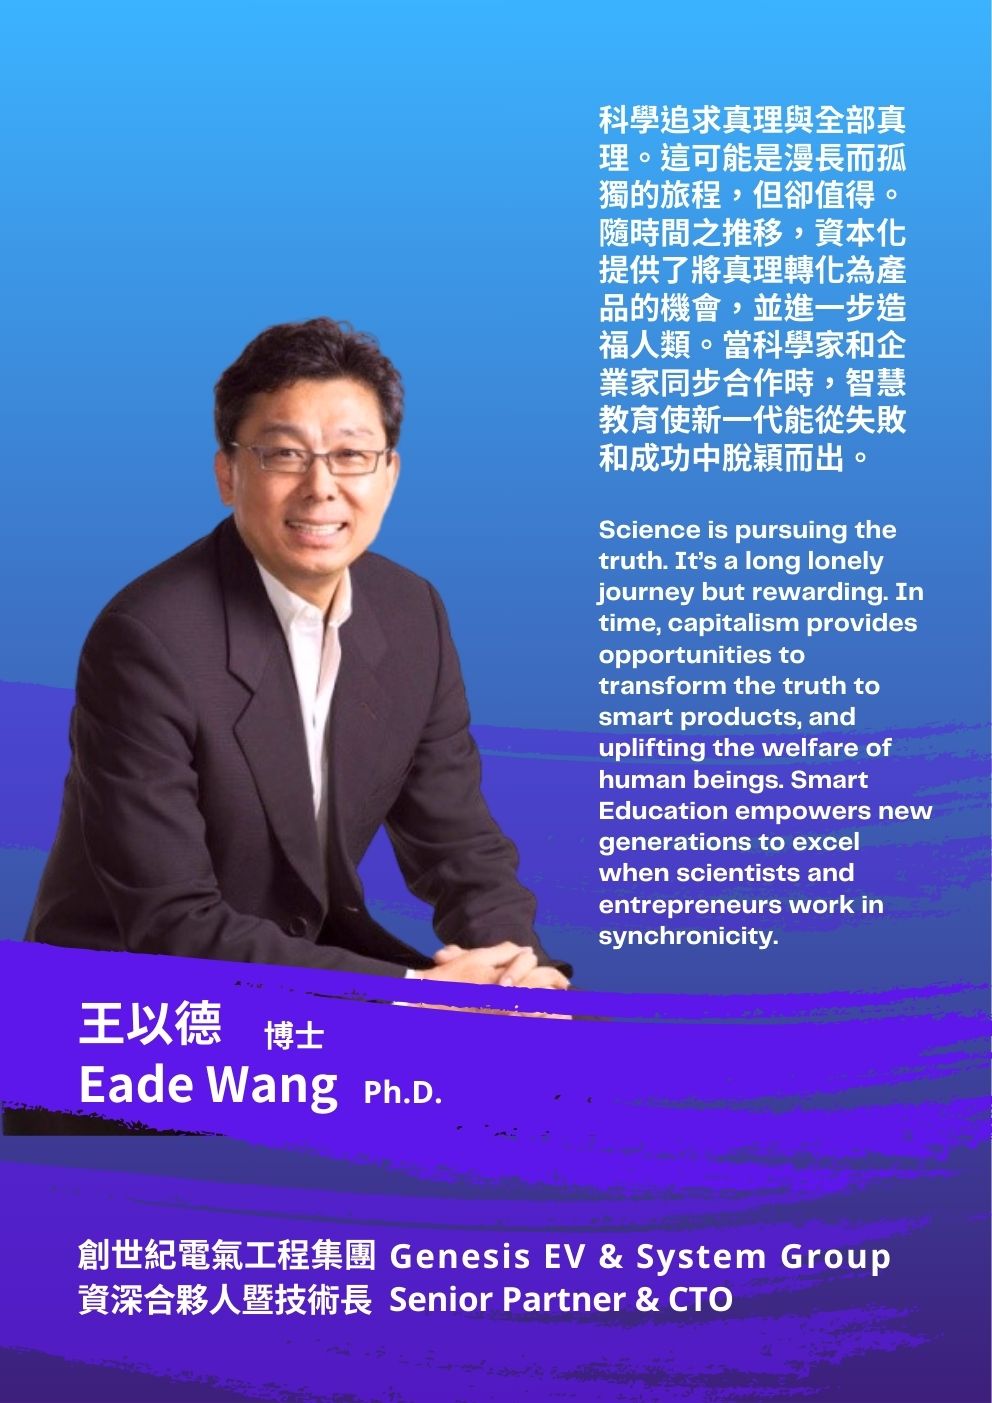 科學追求真理與全部真
理。這可能是漫長而孤
獨的旅程，但卻值得。
隨時間之推移，資本化
提供了將真理轉化為產
品的機會，並進一步造
福人類。當科學家和企
業家同步合作時，智慧
教育使新一代能從失敗
和成功中脫穎而出。
Science is pursuing the
truth. It’s a long lonely
journey but rewarding. In
time, capitalism provides
opportunities to
transform the truth to
smart products, and
uplifting the welfare of
human beings. Smart
Education empowers new
generations to excel
when scientists and
entrepreneurs work in
synchronicity.
王以德 博士
Eade Wang Ph.D.
創世紀電氣工程集團 Genesis EV & System Group
資深合夥人暨技術長 Senior Partner & CTO